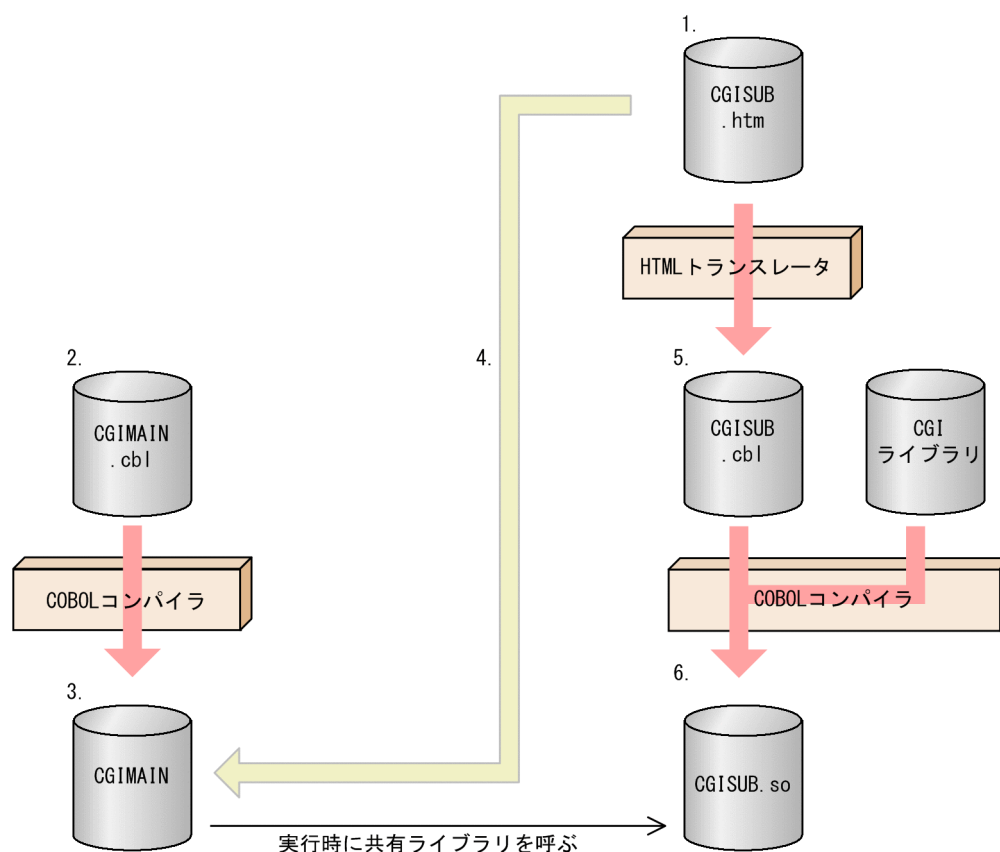 1.
CGISUB
.htm
HTMLトランスレータ
2.
CGIMAIN
.cbl
4.
5.
CGISUB
.cbl
CGI
ライブラリ
COBOLコンパイラ
COBOLコンパイラ
3.
CGIMAIN
6.
CGISUB.so
実行時に共有ライブラリを呼ぶ